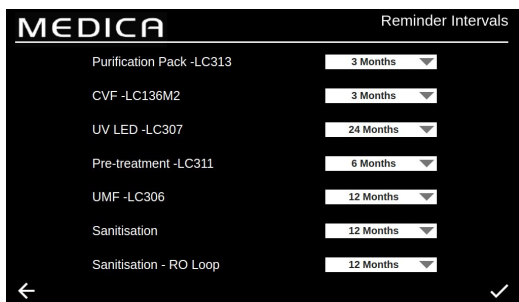 MEDICA
Reminder Intervals
Purification Pack -LC313 3 Months
CVF -LC136M2 3 Months
UV LED -LC307 24 Months
Pre-treatment -LC311 6 Months
UMF -LC306 12 Months
Sanitisation 12 Months
Sanitisation - RO Loop 12 Months